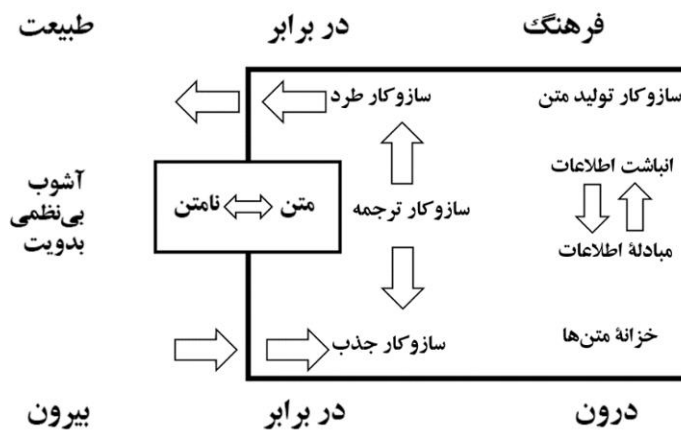 فرهنگ در برابر طبیعت
سازوکار تولید متن
سازوکار طرد
انباشت اطلاعات
آشوب
بی‌نظمی
بدویت
متن
نامتن
سازوکار ترجمه
مبادلهٔ اطلاعات
خزانهٔ متن‌ها
سازوکار جذب
درون در برابر بیرون